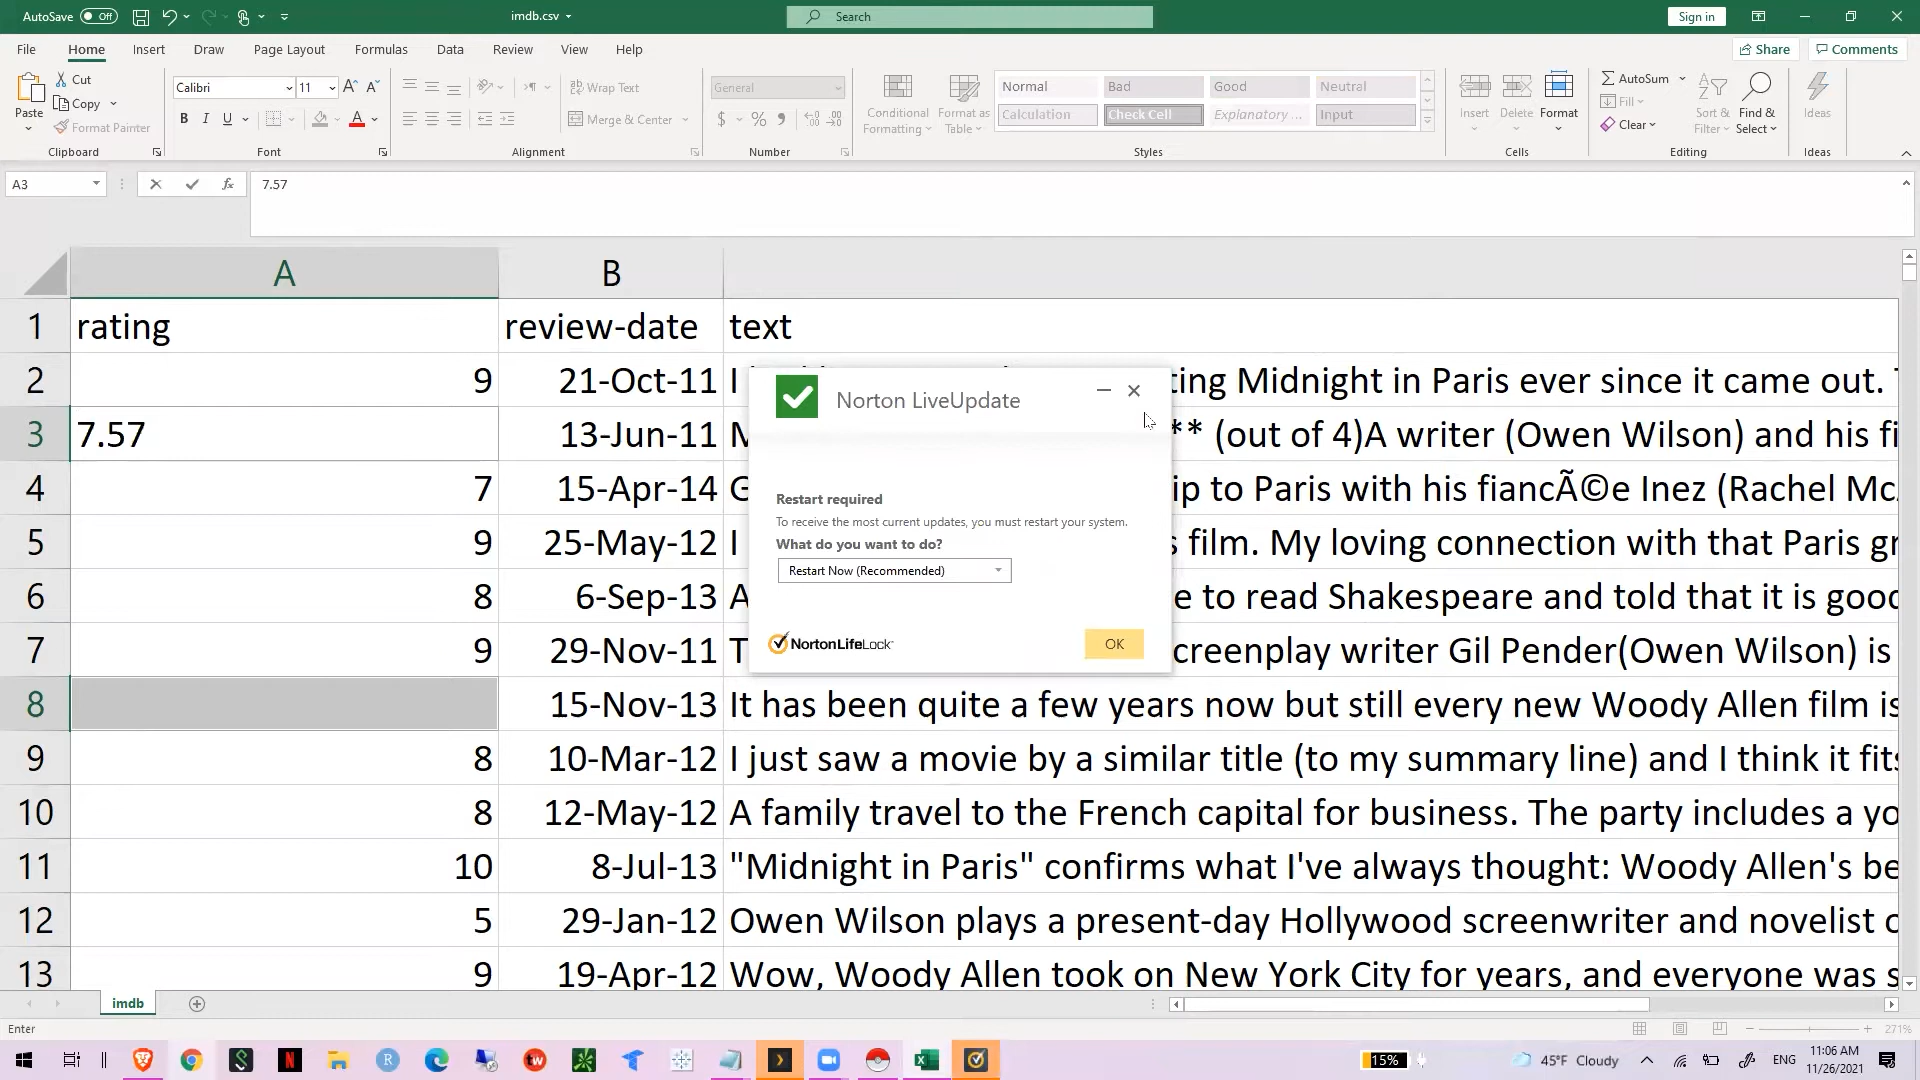 AutoSave Off
imdb.csv
Search
Sign in
File Home Insert Draw Page Layout Formulas Data Review View Help
Share Comments
Paste
Cut
Copy
Format Painter
Clipboard
Calibri 11
B I U
Font
Wrap Text
Merge & Center
Alignment
General
$ % ,
Number
Conditional Formatting
Format as Table
Normal Bad Good Neutral
Calculation Check Cell Explanatory ... Input
Styles
Insert Delete Format
Cells
AutoSum
Fill
Clear
Sort & Filter
Find & Select
Editing
Ideas
Ideas
A3
fx
7.57
A B
1 rating review-date text
2 9 21-Oct-11 I ting Midnight in Paris ever since it came out.
3 7.57 13-Jun-11 ** (out of 4)A writer (Owen Wilson) and his fi
4 7 15-Apr-14 G ip to Paris with his fiancÃ©e Inez (Rachel McA
5 9 25-May-12 I s film. My loving connection with that Paris gr
6 8 6-Sep-13 A e to read Shakespeare and told that it is good
7 9 29-Nov-11 T creenplay writer Gil Pender(Owen Wilson) is
8 15-Nov-13 It has been quite a few years now but still every new Woody Allen film is
9 8 10-Mar-12 I just saw a movie by a similar title (to my summary line) and I think it fits
10 8 12-May-12 A family travel to the French capital for business. The party includes a yo
11 10 8-Jul-13 "Midnight in Paris" confirms what I've always thought: Woody Allen's be
12 5 29-Jan-12 Owen Wilson plays a present-day Hollywood screenwriter and novelist
13 9 19-Apr-12 Wow, Woody Allen took on New York City for years, and everyone was s
Norton LiveUpdate
Restart required
To receive the most current updates, you must restart your system.
What do you want to do?
Restart Now (Recommended)
NortonLifeLock
OK
imdb
Enter
271%
15%
45°F Cloudy
ENG
11:06 AM
11/26/2021